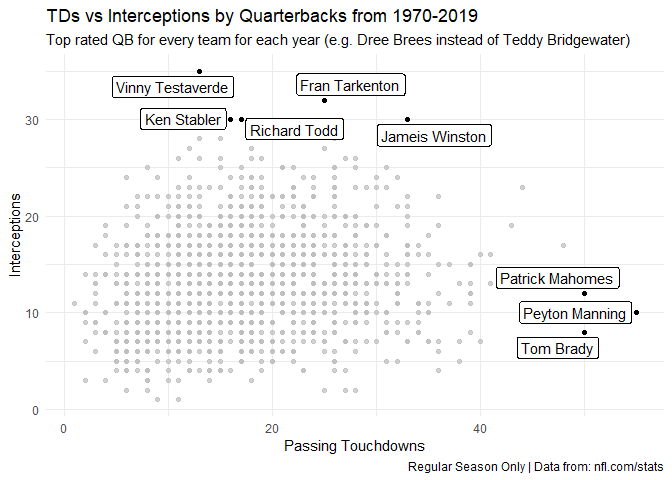 TDs vs Interceptions by Quarterbacks from 1970-2019
Top rated QB for every team for each year (e.g. Dree Brees instead of Teddy Bridgewater)
Vinny Testaverde
Fran Tarkenton
Ken Stabler
Richard Todd
Jameis Winston
Patrick Mahomes
Peyton Manning
Tom Brady
Interceptions
30
20
10
0
0
20
40
Passing Touchdowns
Regular Season Only | Data from: nfl.com/stats